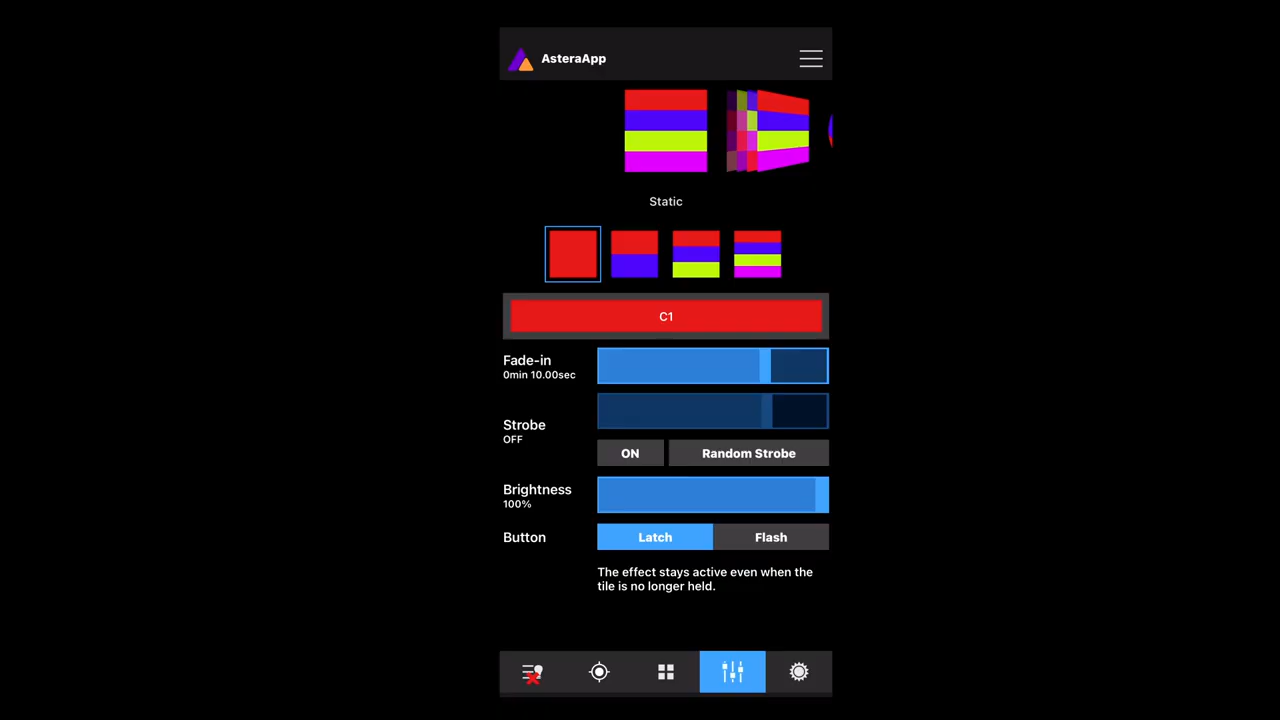 AsteraApp
Static
C1
Fade-in
0min 10.00sec
Strobe
OFF
ON
Random Strobe
Brightness
100%
Button
Latch
Flash
The effect stays active even when the
tile is no longer held.